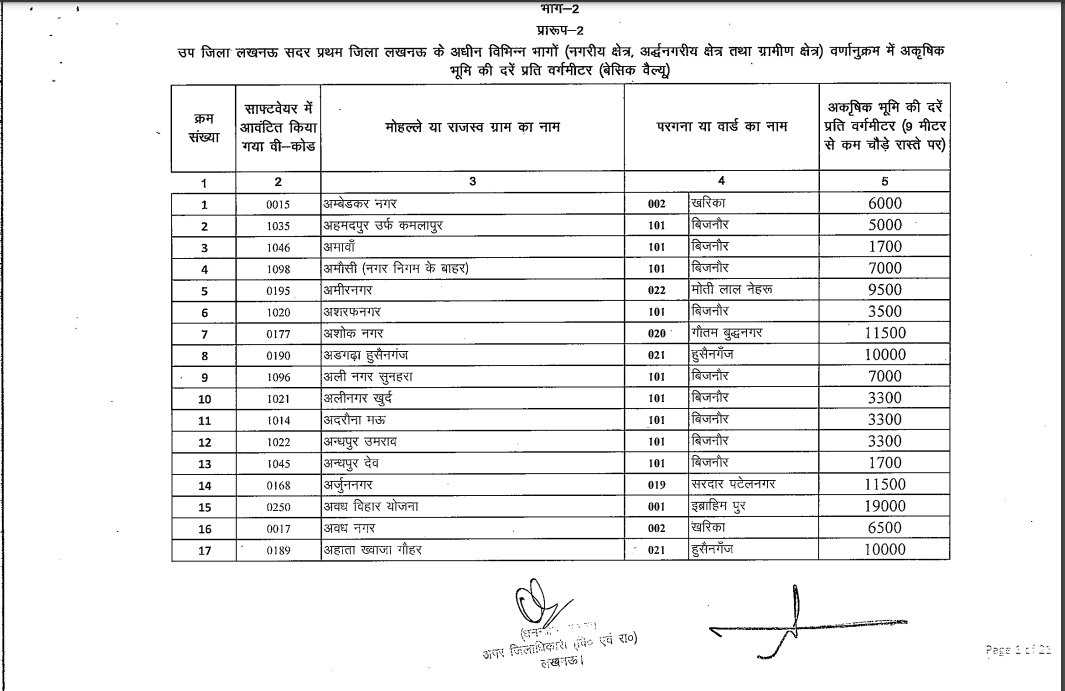 भाग–2
प्रारूप–2
उप जिला लखनऊ सदर प्रथम जिला लखनऊ के अधीन विभिन्न भागों (नगरीय क्षेत्र, अर्द्धनगरीय क्षेत्र तथा ग्रामीण क्षेत्र) वर्णानुक्रम में अकृषिक
भूमि की दरें प्रति वर्गमीटर (बेसिक वैल्यू)
क्रम संख्या साफ्टवेयर में आवंटित किया गया वी–कोड मोहल्ले या राजस्व ग्राम का नाम परगना या वार्ड का नाम अकृषिक भूमि की दरें प्रति वर्गमीटर (9 मीटर से कम चौड़े रास्ते पर)
1 2 3 4 5
1 0015 अम्बेडकर नगर 002 खरिका 6000
2 1035 अहमदपुर उर्फ कमलापुर 101 बिजनौर 5000
3 1046 अमावाँ 101 बिजनौर 1700
4 1098 अमौसी (नगर निगम के बाहर) 101 बिजनौर 7000
5 0195 अमीरनगर 022 मोती लाल नेहरू 9500
6 1020 अशरफनगर 101 बिजनौर 3500
7 0177 अशोक नगर 020 गौतम बुद्धनगर 11500
8 0190 अडगढ़ा हुसैनगंज 021 हुसैनगँज 10000
9 1096 अली नगर सुनहरा 101 बिजनौर 7000
10 1021 अलीनगर खुर्द 101 बिजनौर 3300
11 1014 अदरौना मऊ 101 बिजनौर 3300
12 1022 अन्धपुर उमराव 101 बिजनौर 3300
13 1045 अन्धपुर देव 101 बिजनौर 1700
14 0168 अर्जुननगर 019 सरदार पटेलनगर 11500
15 0250 अवध विहार योजना 001 इब्राहिम पुर 19000
16 0017 अवध नगर 002 खरिका 6500
17 0189 अहाता ख्वाजा गौहर 021 हुसैनगँज 10000
अपर जिलाधिकारी (वि० एवं रा०)
लखनऊ।
Page 1 of 23